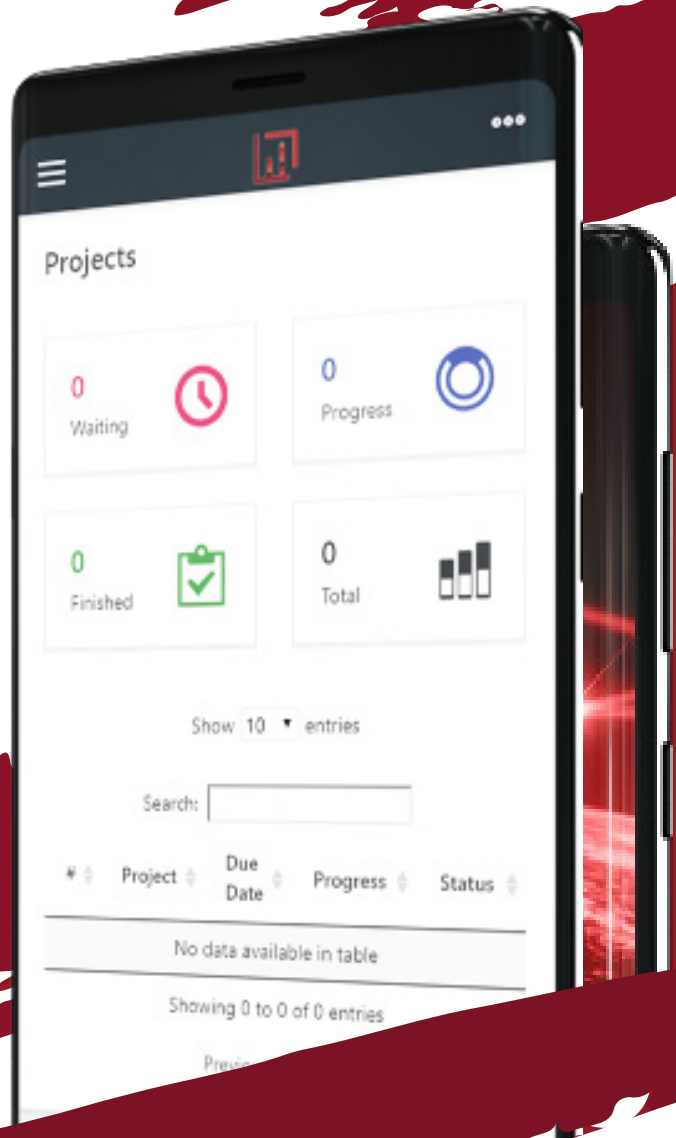 Projects
0
Waiting
0
Progress
0
Finished
0
Total
Show 10 entries
Search:
# Project Due Date Progress Status
No data available in table
Showing 0 to 0 of 0 entries